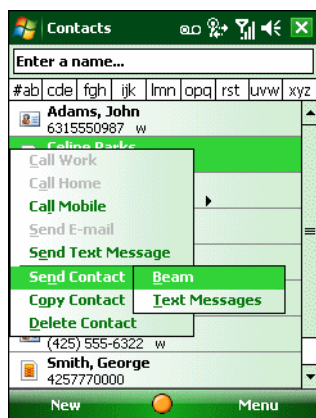 Contacts
Enter a name...
#ab cde fgh ijk lmn opq rst uvw xyz
Adams, John
6315550987 w
Celine Parks
Call Work
Call Home
Call Mobile
Send E-mail
Send Text Message
Send Contact Beam
Copy Contact Text Messages
Delete Contact
(425) 555-6322 w
Smith, George
4257770000
New Menu